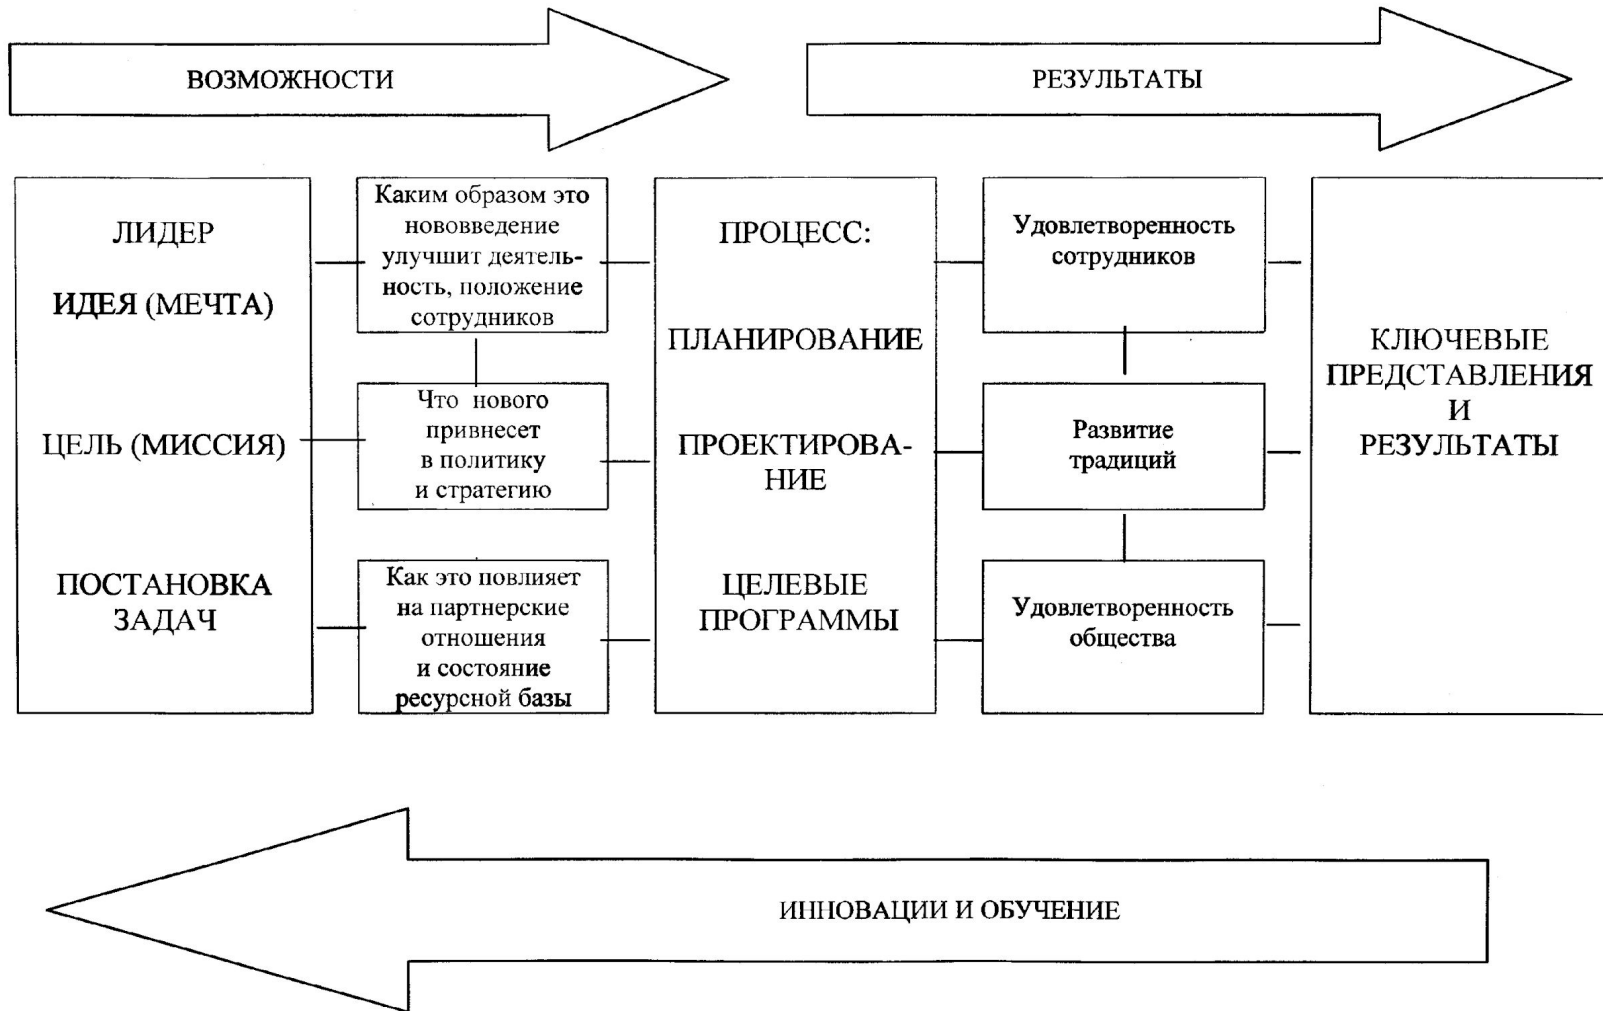 ВОЗМОЖНОСТИ
РЕЗУЛЬТАТЫ
ЛИДЕР
ИДЕЯ (МЕЧТА)
ЦЕЛЬ (МИССИЯ)
ПОСТАНОВКА
ЗАДАЧ
Каким образом это
нововведение
улучшит деятель-
ность, положение
сотрудников
Что нового
привнесет
в политику
и стратегию
Как это повлияет
на партнерские
отношения
и состояние
ресурсной базы
ПРОЦЕСС:
ПЛАНИРОВАНИЕ
ПРОЕКТИРОВА-
НИЕ
ЦЕЛЕВЫЕ
ПРОГРАММЫ
Удовлетворенность
сотрудников
Развитие
традиций
Удовлетворенность
общества
КЛЮЧЕВЫЕ
ПРЕДСТАВЛЕНИЯ
И
РЕЗУЛЬТАТЫ
ИННОВАЦИИ И ОБУЧЕНИЕ